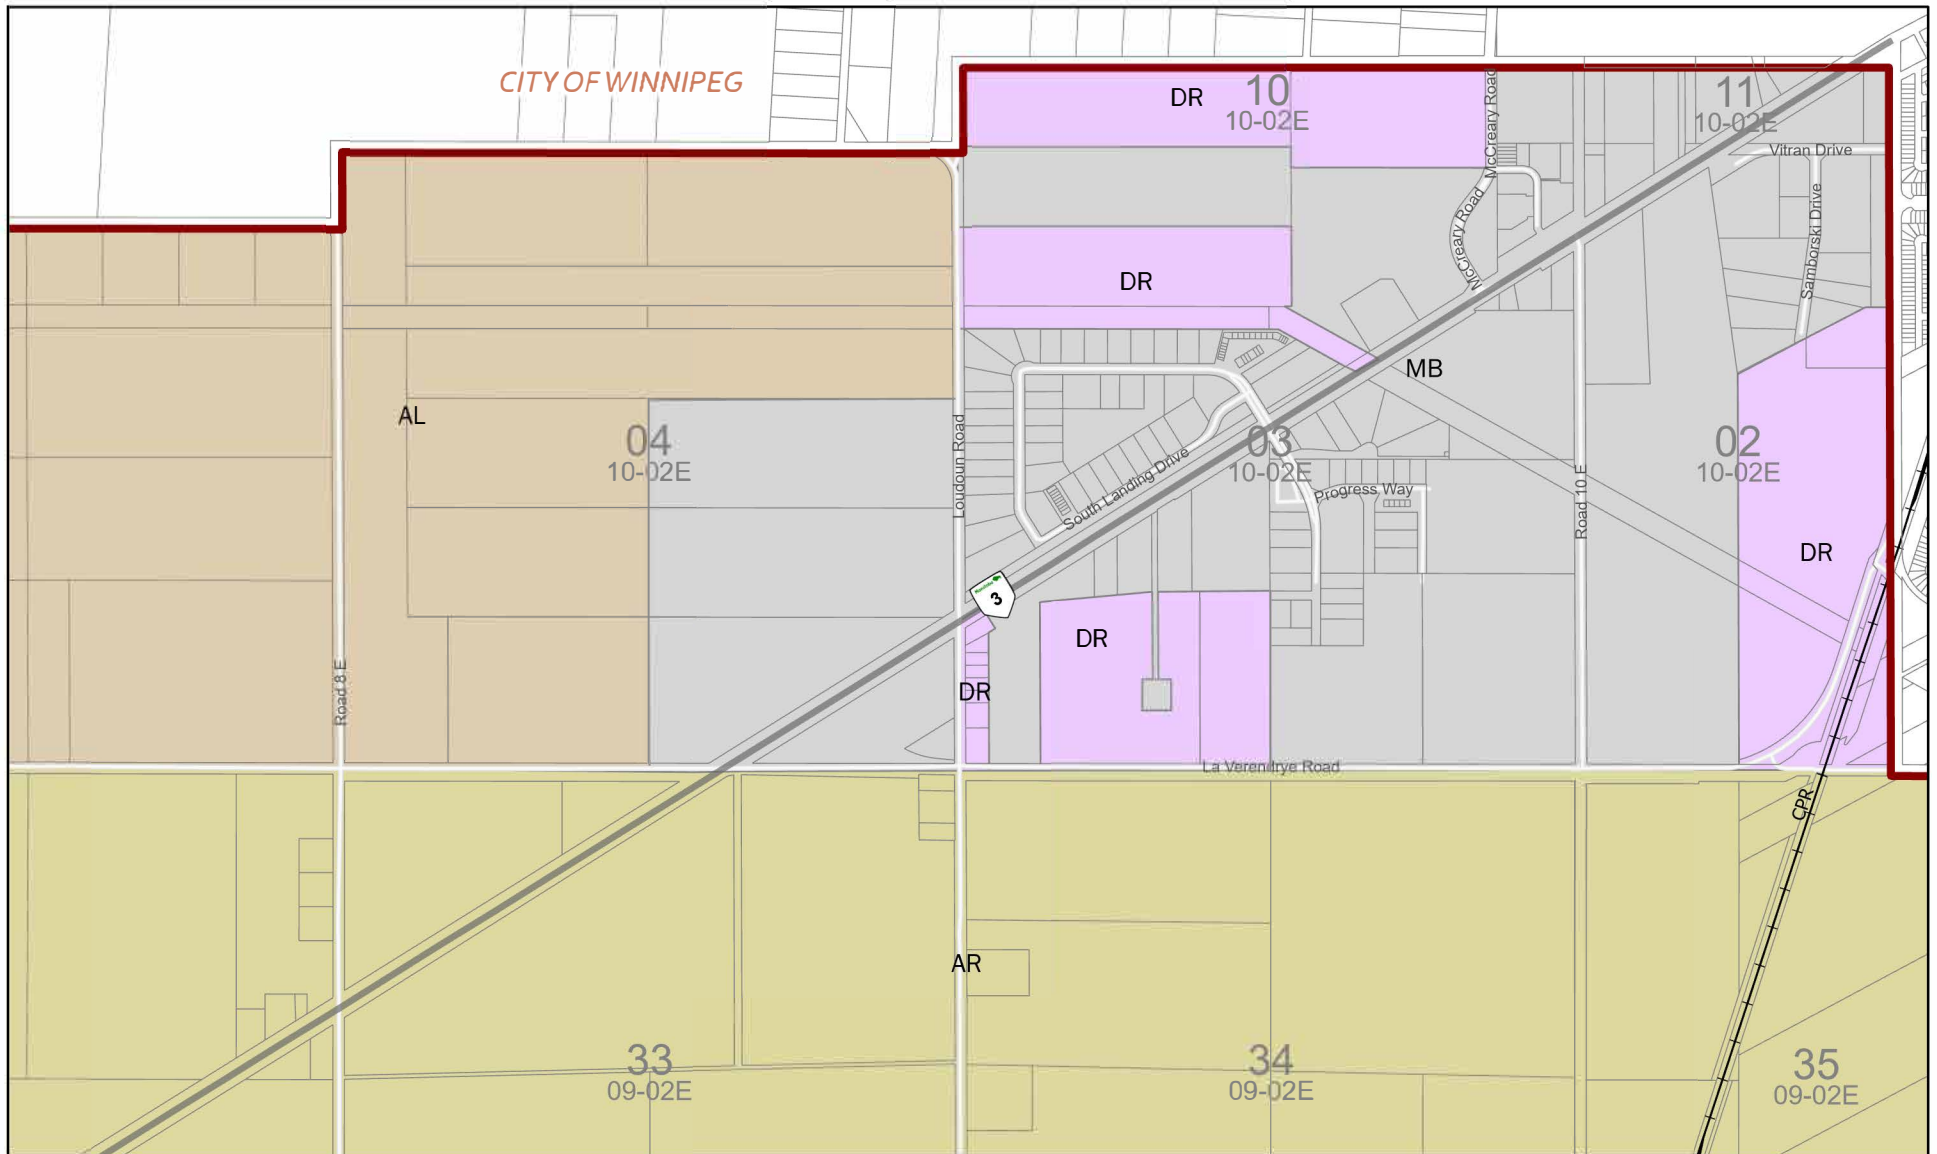 CITY OF WINNIPEG
DR
10
10-02E
11
10-02E
McCreary Road
Vitran Drive
McCreary Road
McCreary Road
Samborski Drive
DR
MB
AL
04
10-02E
Loudoun Road
03
10-02E
02
10-02E
South Landing Drive
Progress Way
Road 10 E
DR
Manitoba
3
DR
DR
Road 8 E
La Verendrye Road
CPR
AR
33
09-02E
34
09-02E
35
09-02E